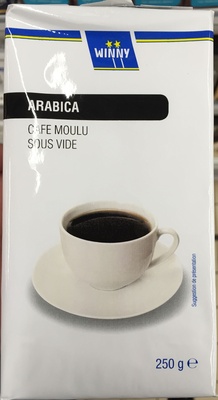 WINNY
ARABICA
CAFE MOULU
SOUS VIDE
Suggestion de présentation
250 g ℮